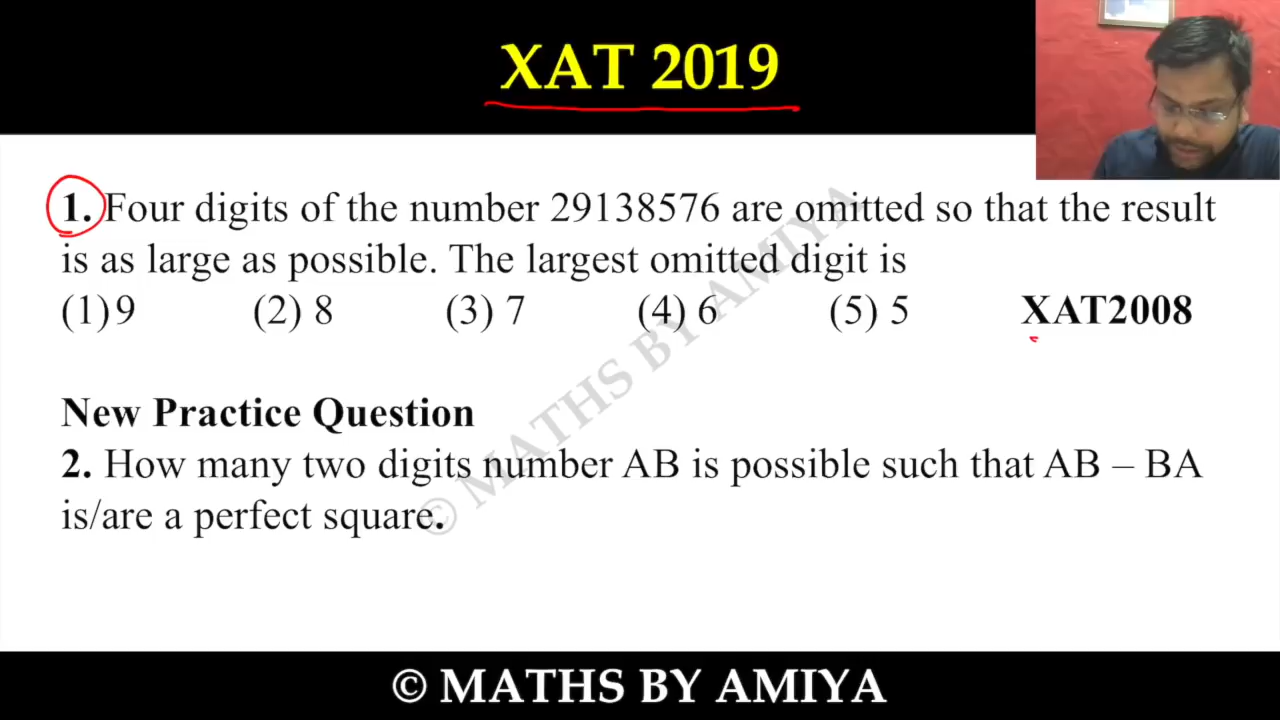 XAT 2019
1. Four digits of the number 29138576 are omitted so that the result
is as large as possible. The largest omitted digit is
(1) 9 (2) 8 (3) 7 (4) 6 (5) 5 XAT2008
New Practice Question
2. How many two digits number AB is possible such that AB – BA
is/are a perfect square.
© MATHS BY AMIYA
© MATHS BY AMIYA